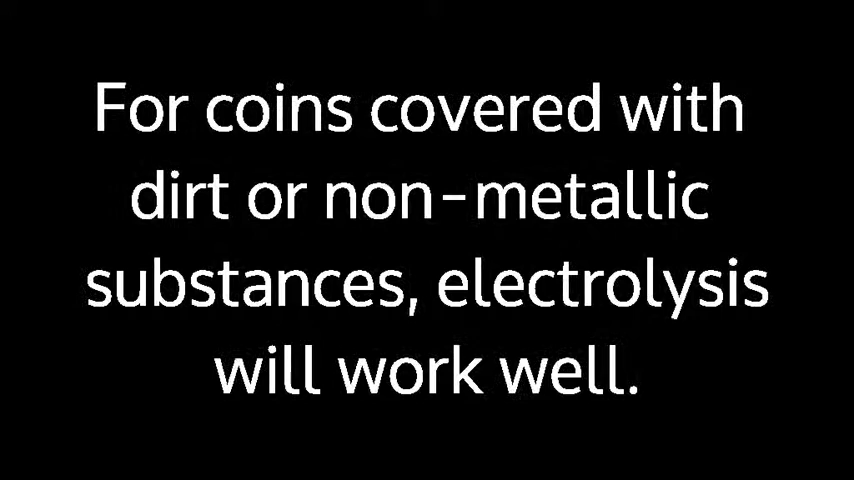 For coins covered with
dirt or non-metallic
substances, electrolysis
will work well.